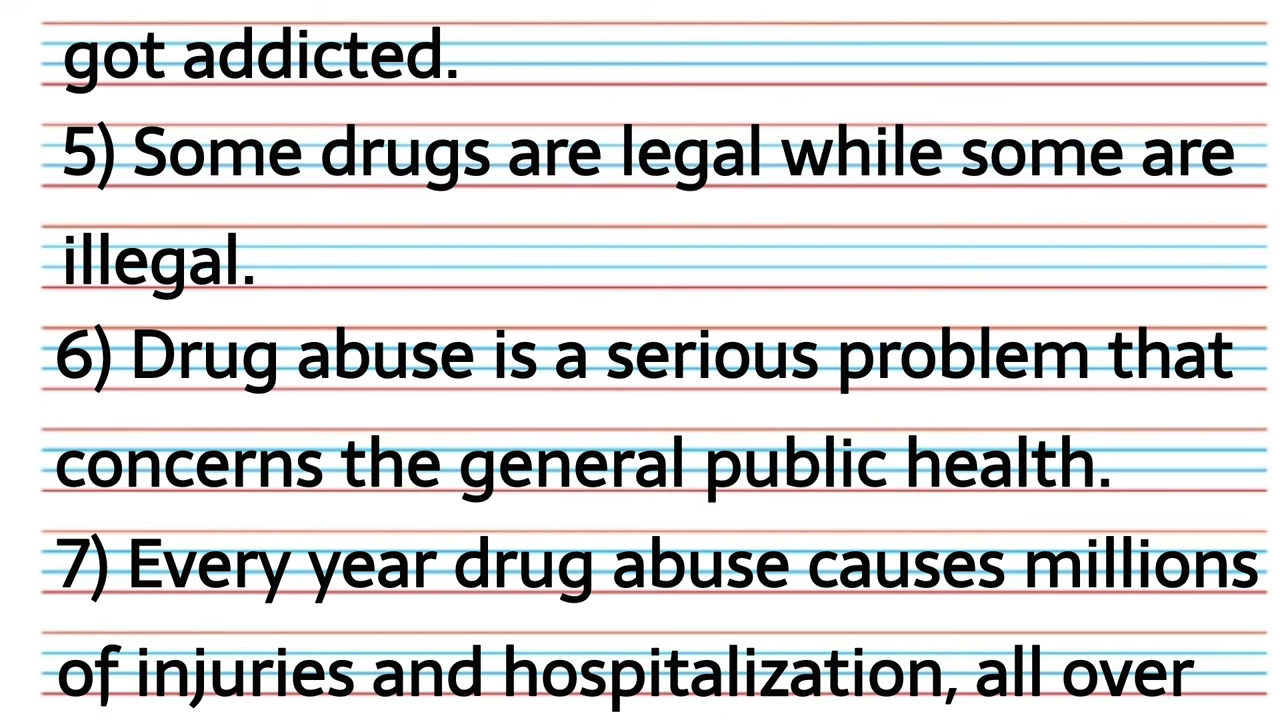 got addicted.
5) Some drugs are legal while some are
illegal.
6) Drug abuse is a serious problem that
concerns the general public health.
7) Every year drug abuse causes millions
of injuries and hospitalization, all over